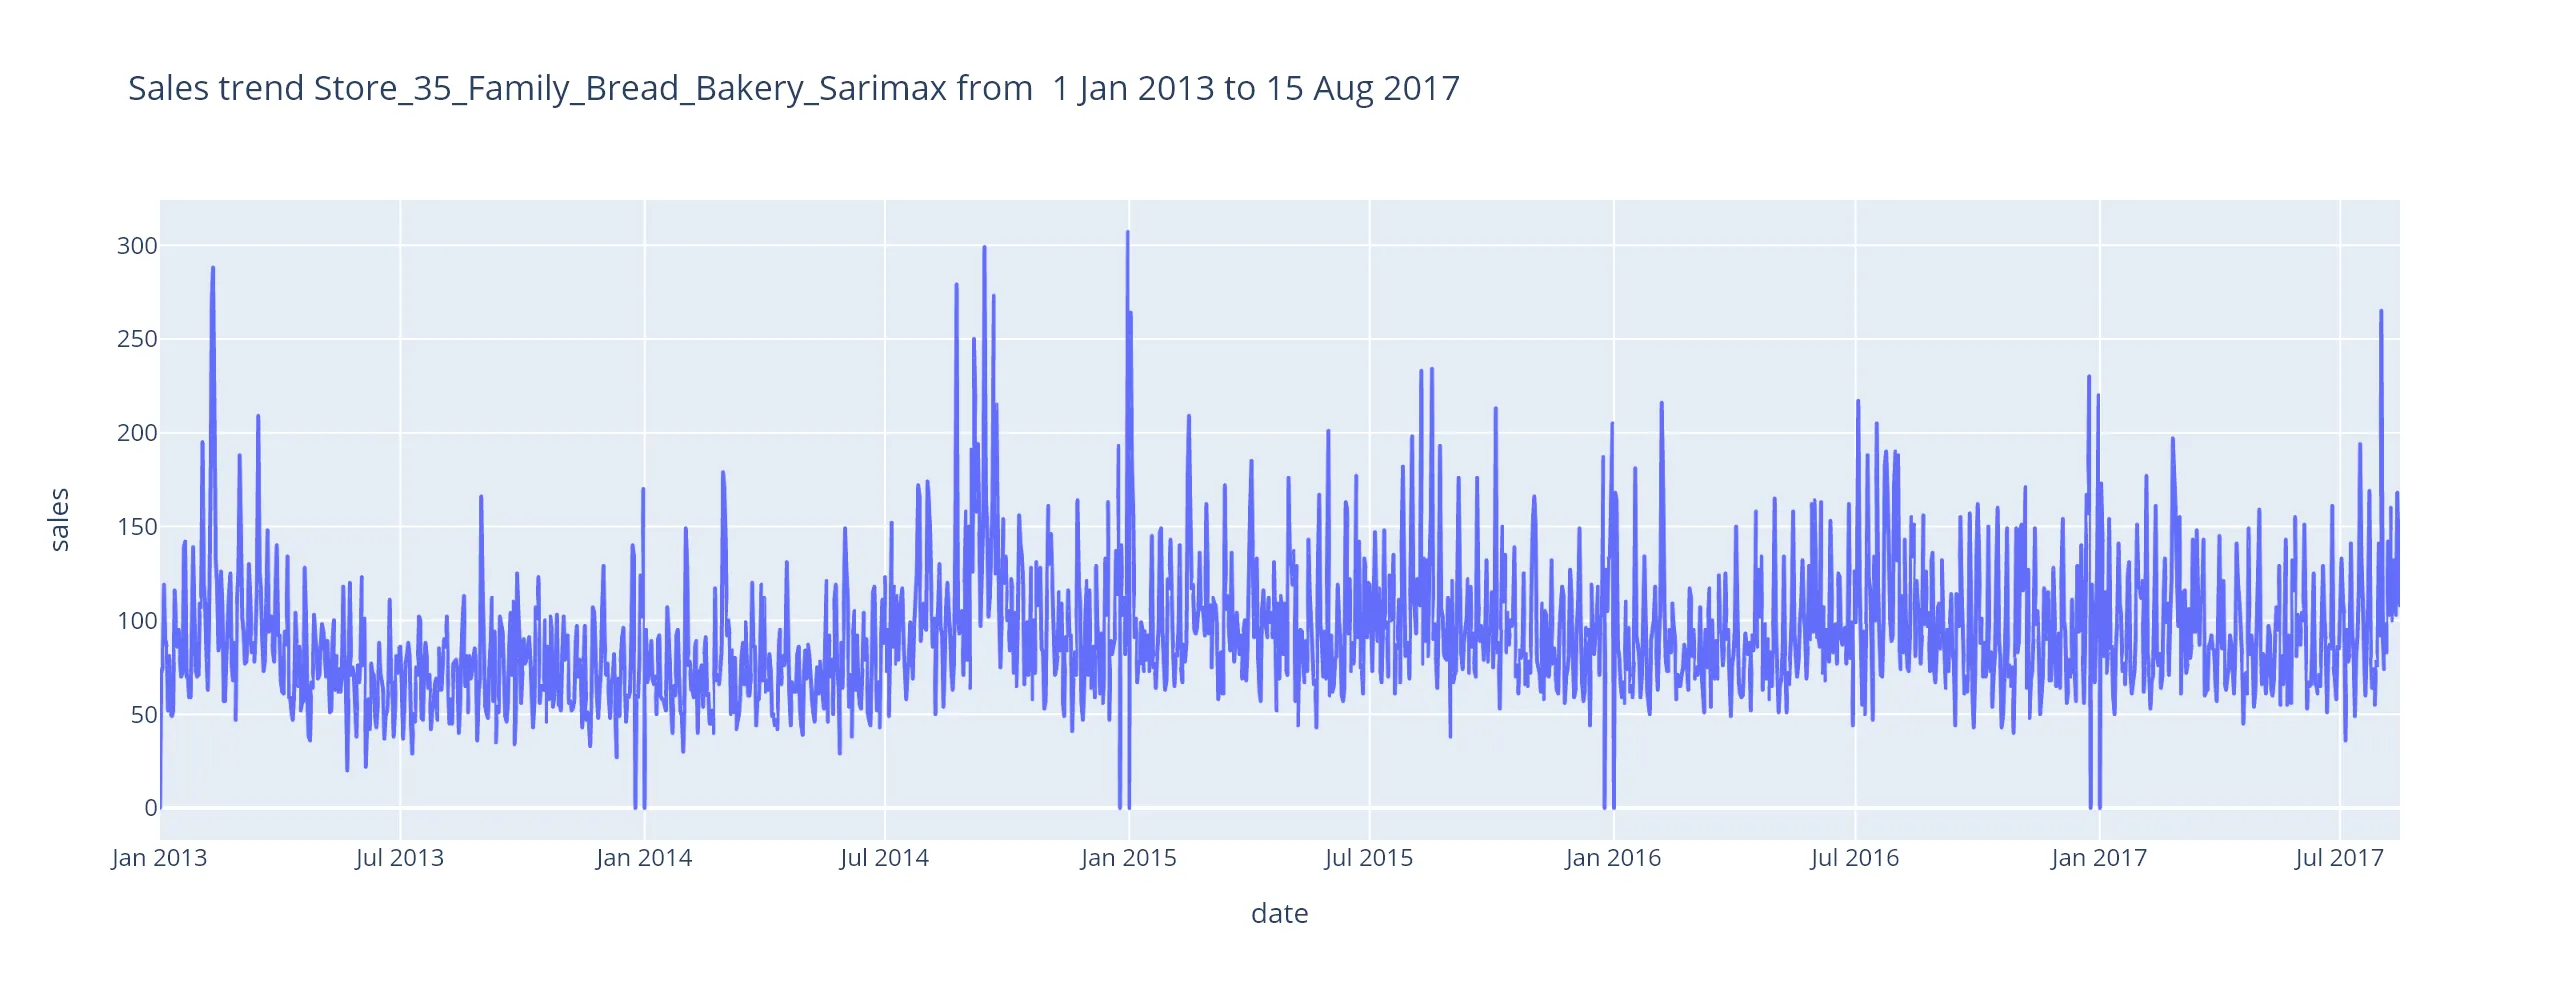 Sales trend Store_35_Family_Bread_Bakery_Sarimax from  1 Jan 2013 to 15 Aug 2017
300
250
200
150
100
50
0
sales
Jan 2013 Jul 2013 Jan 2014 Jul 2014 Jan 2015 Jul 2015 Jan 2016 Jul 2016 Jan 2017 Jul 2017
date